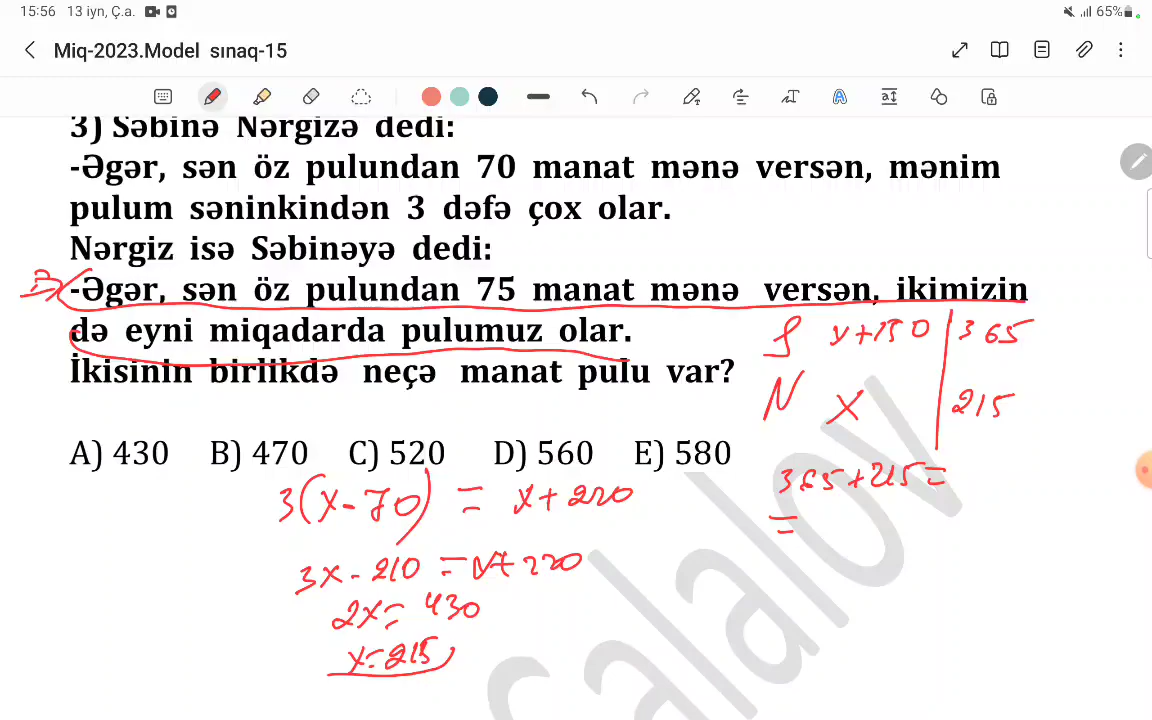 15:56 13 iyn, Ç.a. 65%
Miq-2023.Model sınaq-15
3) Səbinə Nərgizə dedi:
-Əgər, sən öz pulundan 70 manat mənə versən, mənim
pulum səninkindən 3 dəfə çox olar.
Nərgiz isə Səbinəyə dedi:
-Əgər, sən öz pulundan 75 manat mənə versən, ikimizin
də eyni miqadarda pulumuz olar.
İkisinin birlikdə neçə manat pulu var?
S x+150 | 365
N x | 215
A) 430 B) 470 C) 520 D) 560 E) 580
365+215=
=
3(x-70) = x+220
3x-210 = x+220
2x= 430
x=215
Salalov